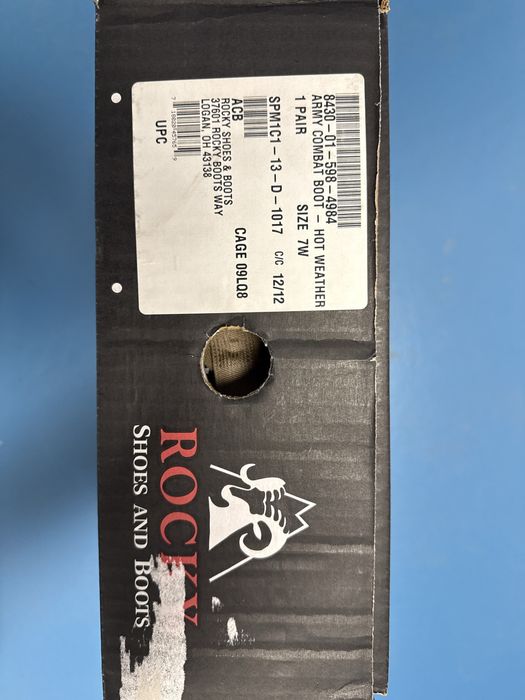 8430-01-598-4984
ARMY COMBAT BOOT - HOT WEATHER
1 PAIR SIZE 7W
SPM1C1-13-D-1017 C/C 12/12
ACB
ROCKY SHOES & BOOTS CAGE 09LQ8
37601 ROCKY BOOTS WAY
LOGAN, OH 43138
UPC
ROCKY
SHOES AND BOOTS